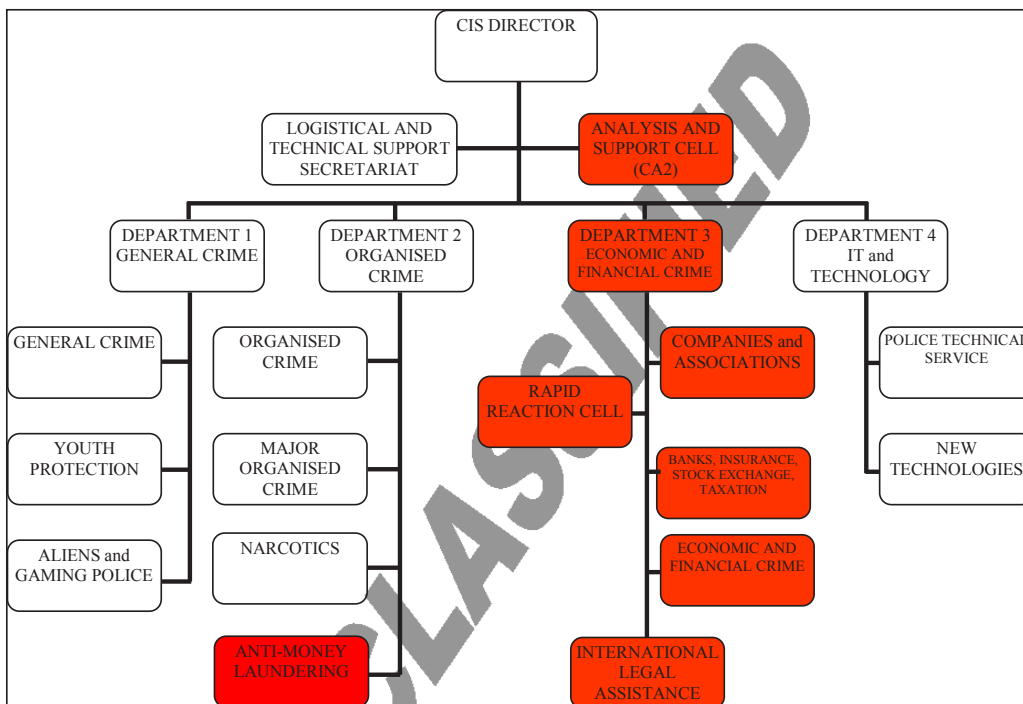 CIS DIRECTOR
LOGISTICAL AND
TECHNICAL SUPPORT
SECRETARIAT
ANALYSIS AND
SUPPORT CELL
(CA2)
DEPARTMENT 1
GENERAL CRIME
DEPARTMENT 2
ORGANISED
CRIME
DEPARTMENT 3
ECONOMIC AND
FINANCIAL CRIME
DEPARTMENT 4
IT and
TECHNOLOGY
GENERAL CRIME
YOUTH
PROTECTION
ALIENS and
GAMING POLICE
ORGANISED
CRIME
MAJOR
ORGANISED
CRIME
NARCOTICS
ANTI-MONEY
LAUNDERING
COMPANIES and
ASSOCIATIONS
RAPID
REACTION CELL
BANKS, INSURANCE,
STOCK EXCHANGE,
TAXATION
ECONOMIC AND
FINANCIAL CRIME
INTERNATIONAL
LEGAL
ASSISTANCE
POLICE TECHNICAL
SERVICE
NEW
TECHNOLOGIES